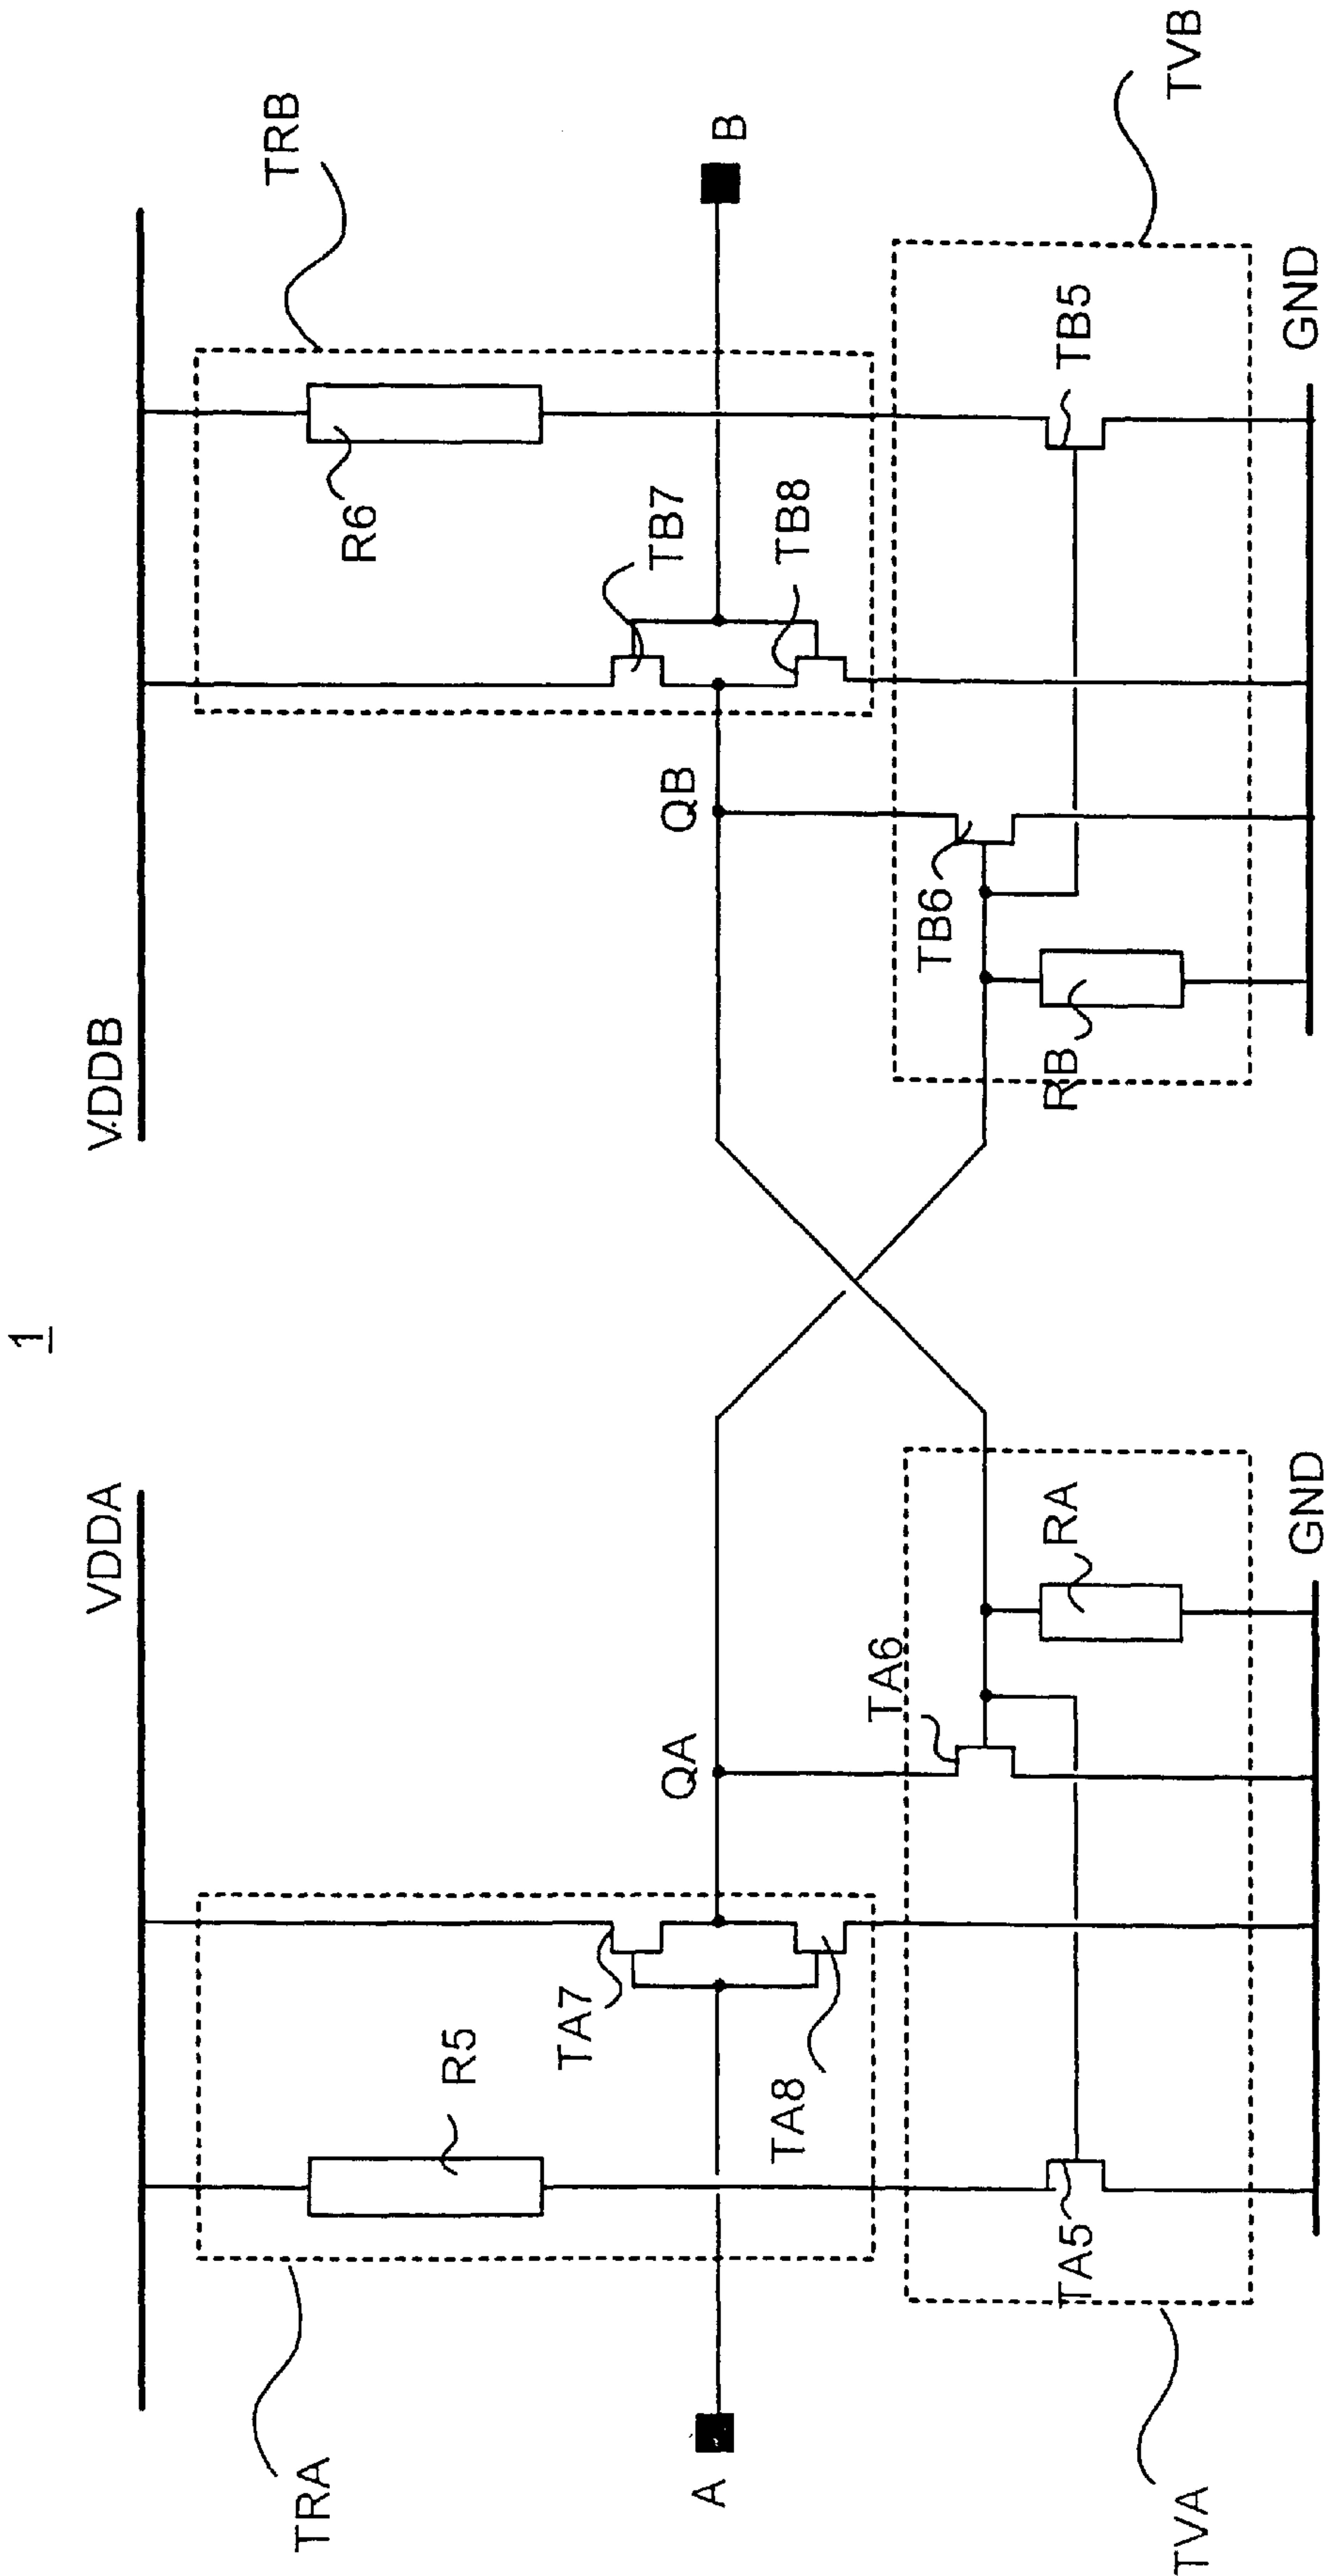 1
VDDA
VDDB
TRA
R5
TA7
TA8
A
QA
QB
R6
TB7
TB8
TRB
B
TVA
TA5
TA6
RA
GND
RB
TB6
TB5
TVB
GND